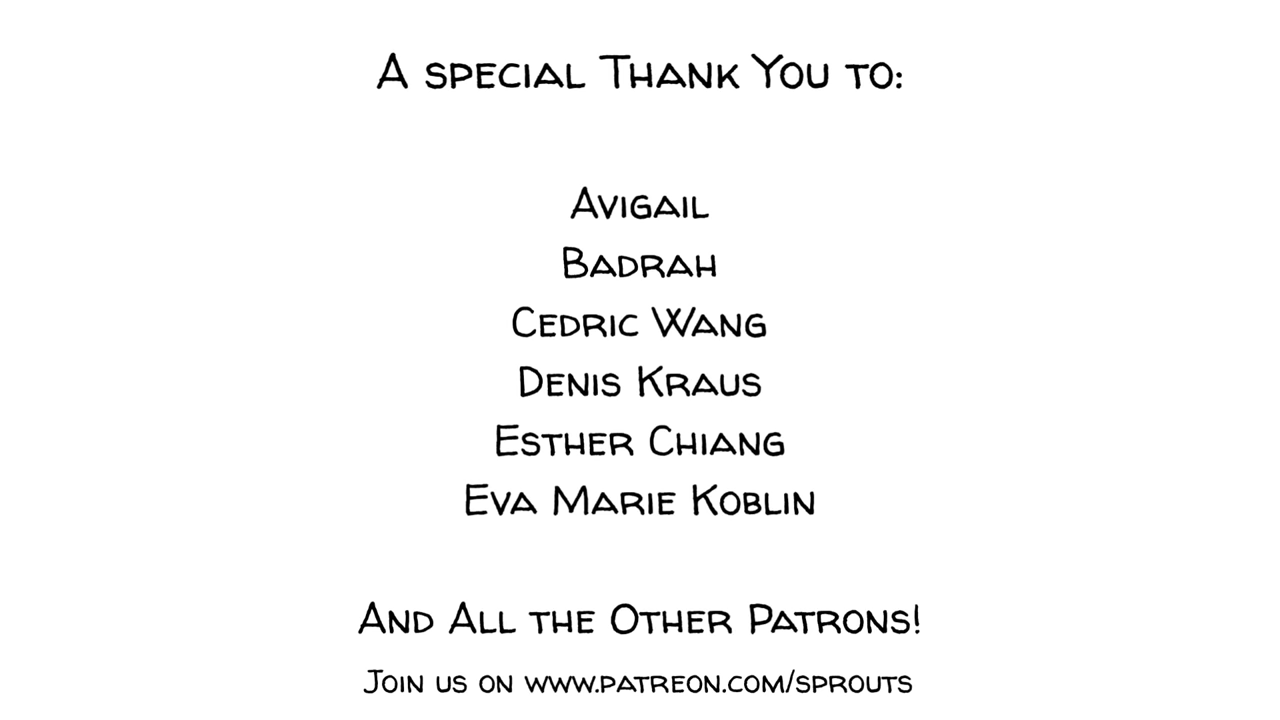 A special Thank You to:
Avigail
Badrah
Cedric Wang
Denis Kraus
Esther Chiang
Eva Marie Koblin
And All the Other Patrons!
Join us on www.patreon.com/sprouts